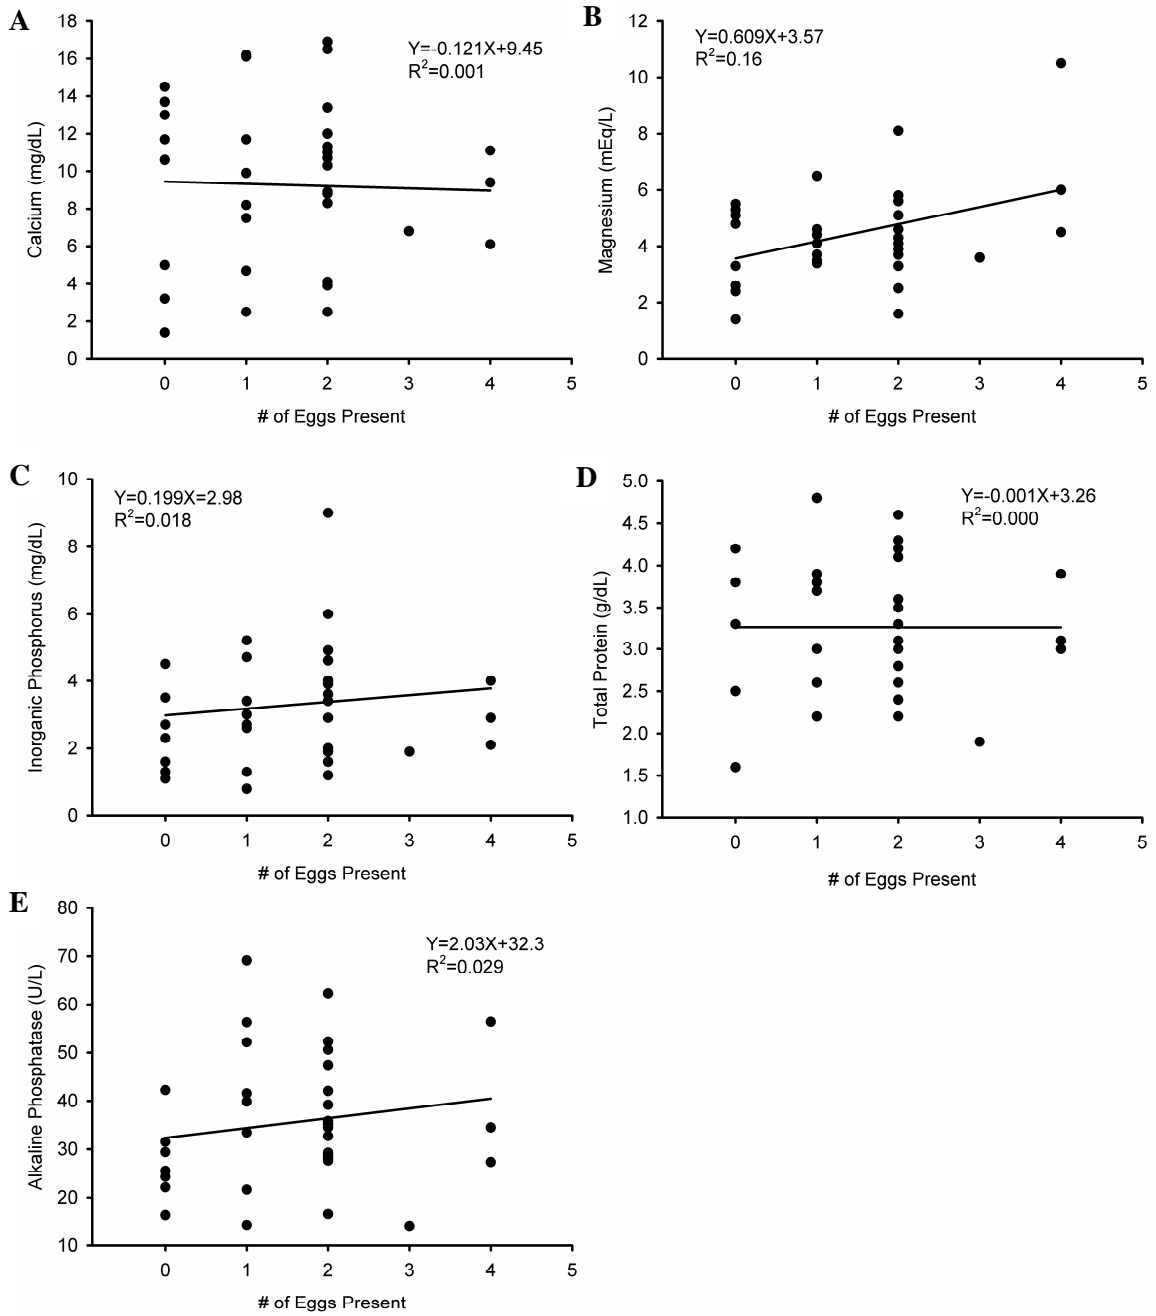 A
Y=-0.121X+9.45
R²=0.001
Calcium (mg/dL)
18
16
14
12
10
8
6
4
2
0
0 1 2 3 4 5
# of Eggs Present
B
Y=0.609X+3.57
R²=0.16
Magnesium (mEq/L)
12
10
8
6
4
2
0
0 1 2 3 4 5
# of Eggs Present
C
Y=0.199X=2.98
R²=0.018
Inorganic Phosphorus (mg/dL)
10
8
6
4
2
0
0 1 2 3 4 5
# of Eggs Present
D
Y=-0.001X+3.26
R²=0.000
Total Protein (g/dL)
5.0
4.5
4.0
3.5
3.0
2.5
2.0
1.5
1.0
0 1 2 3 4 5
# of Eggs Present
E
Y=2.03X+32.3
R²=0.029
Alkaline Phosphatase (U/L)
80
70
60
50
40
30
20
10
0 1 2 3 4 5
# of Eggs Present